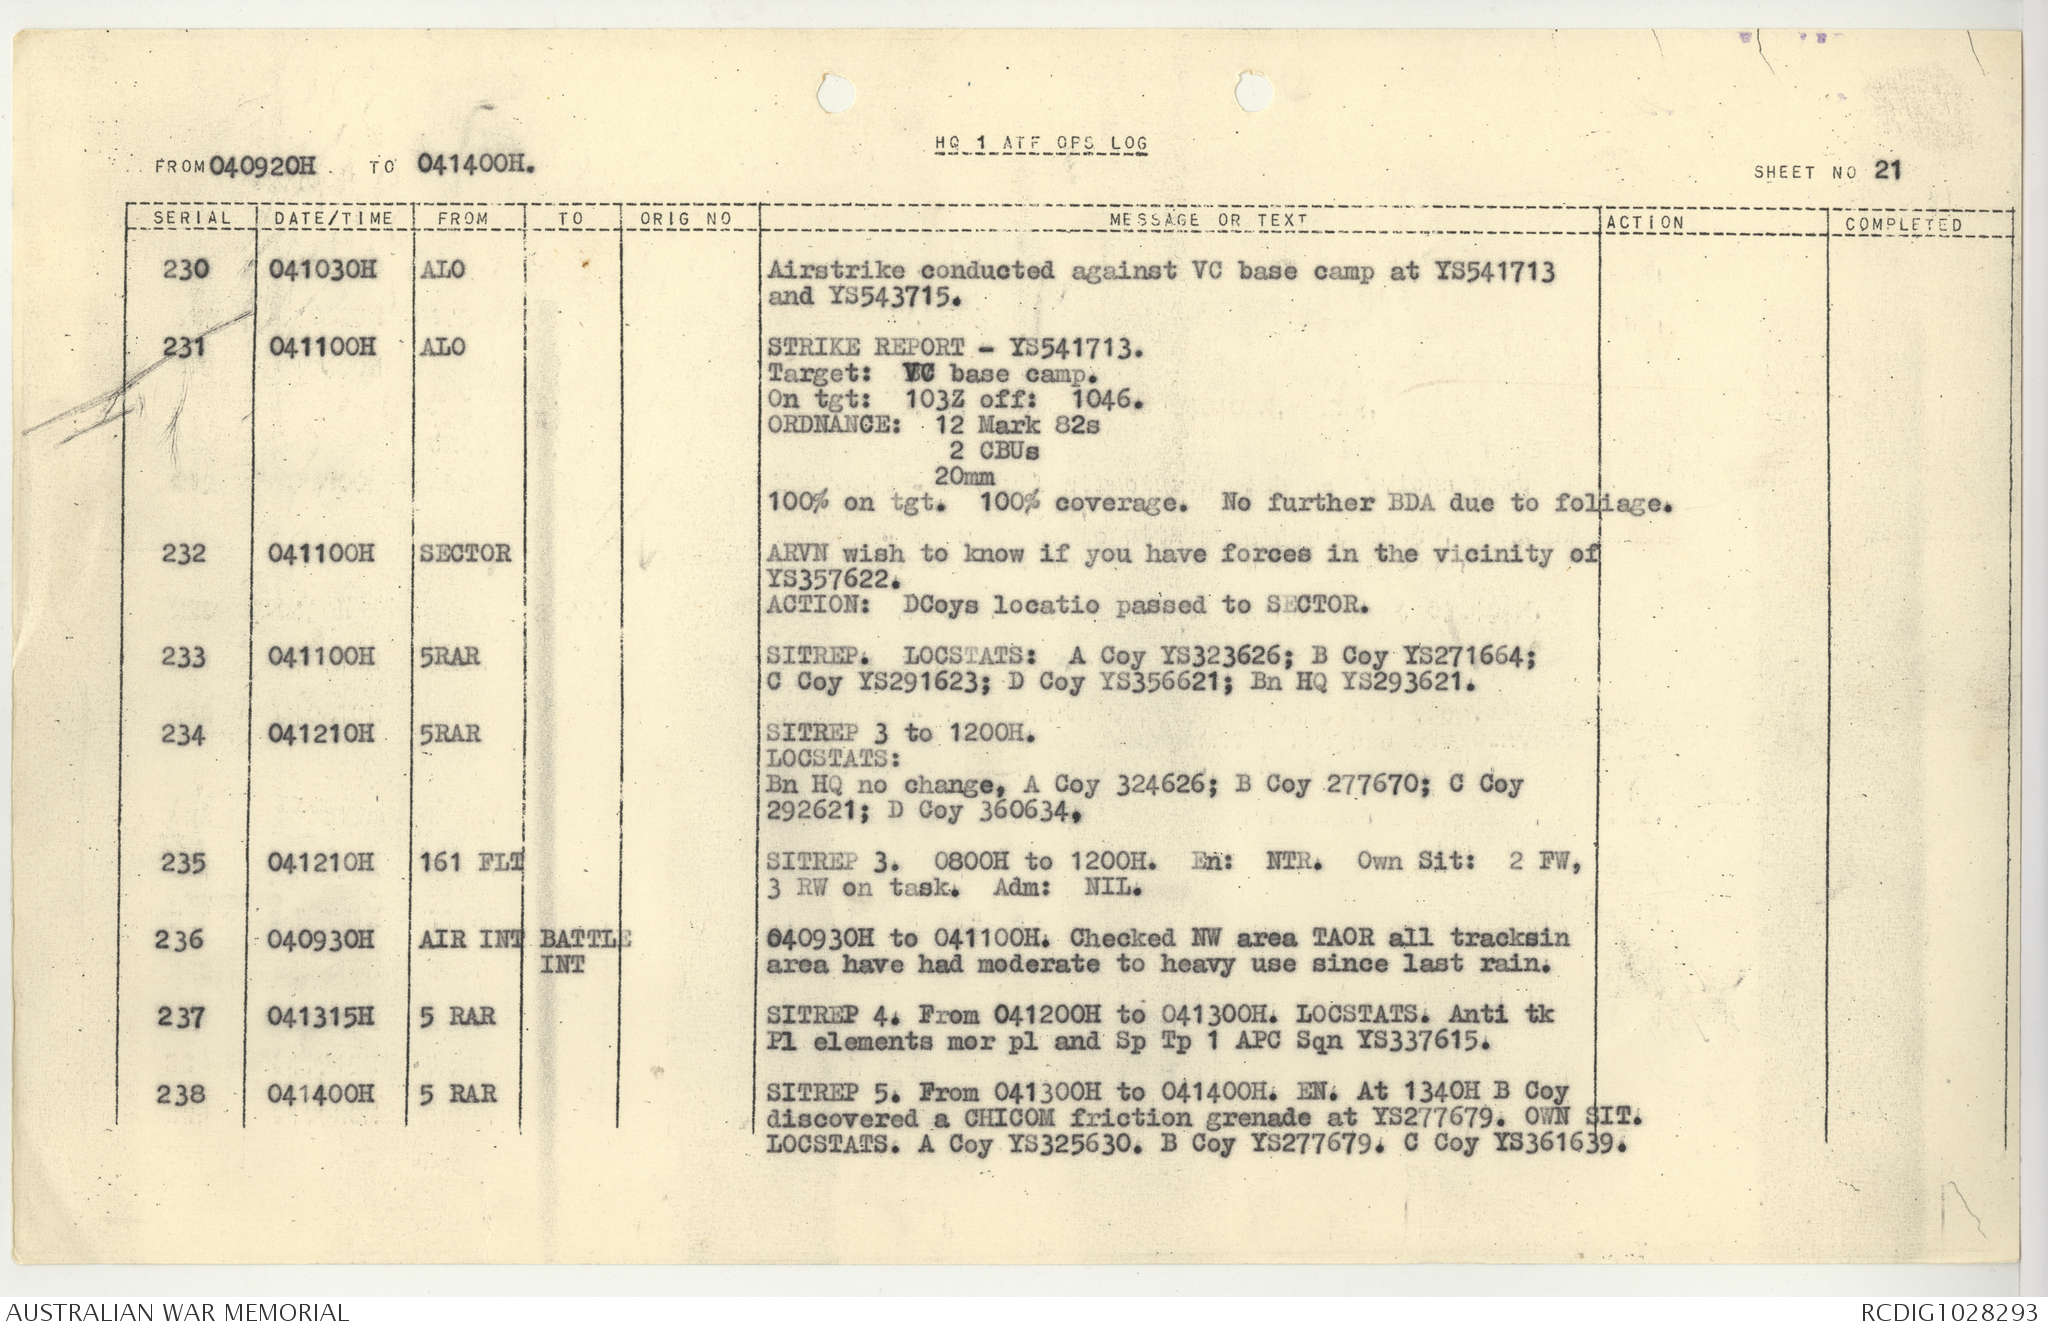 HQ 1 ATF OPS LOG
FROM 040920H TO 041400H.
SHEET NO 21
SERIAL DATE/TIME FROM TO ORIG NO MESSAGE OR TEXT ACTION COMPLETED
230 041030H ALO Airstrike conducted against VC base camp at YS541713
and YS543715.
231 041100H ALO STRIKE REPORT - YS541713.
Target: VC base camp.
On tgt: 103Z off: 1046.
ORDNANCE: 12 Mark 82s
2 CBUs
20mm
100% on tgt. 100% coverage. No further BDA due to foliage.
232 041100H SECTOR ARVN wish to know if you have forces in the vicinity of
YS357622.
ACTION: DCoys locatio passed to SECTOR.
233 041100H 5RAR SITREP. LOCSTATS: A Coy YS323626; B Coy YS271664;
C Coy YS291623; D Coy YS356621; Bn HQ YS293621.
234 041210H 5RAR SITREP 3 to 1200H.
LOCSTATS:
Bn HQ no change, A Coy 324626; B Coy 277670; C Coy
292621; D Coy 360634.
235 041210H 161 FLT SITREP 3. 0800H to 1200H. En: NTR. Own Sit: 2 FW,
3 RW on task. Adm: NIL.
236 040930H AIR INT BATTLE 040930H to 041100H. Checked NW area TAOR all tracksin
INT area have had moderate to heavy use since last rain.
237 041315H 5 RAR SITREP 4. From 041200H to 041300H. LOCSTATS. Anti tk
Pl elements mor pl and Sp Tp 1 APC Sqn YS337615.
238 041400H 5 RAR SITREP 5. From 041300H to 041400H. EN. At 1340H B Coy
discovered a CHICOM friction grenade at YS277679. OWN SIT.
LOCSTATS. A Coy YS325630. B Coy YS277679. C Coy YS361639.
AUSTRALIAN WAR MEMORIAL
RCDIG1028293